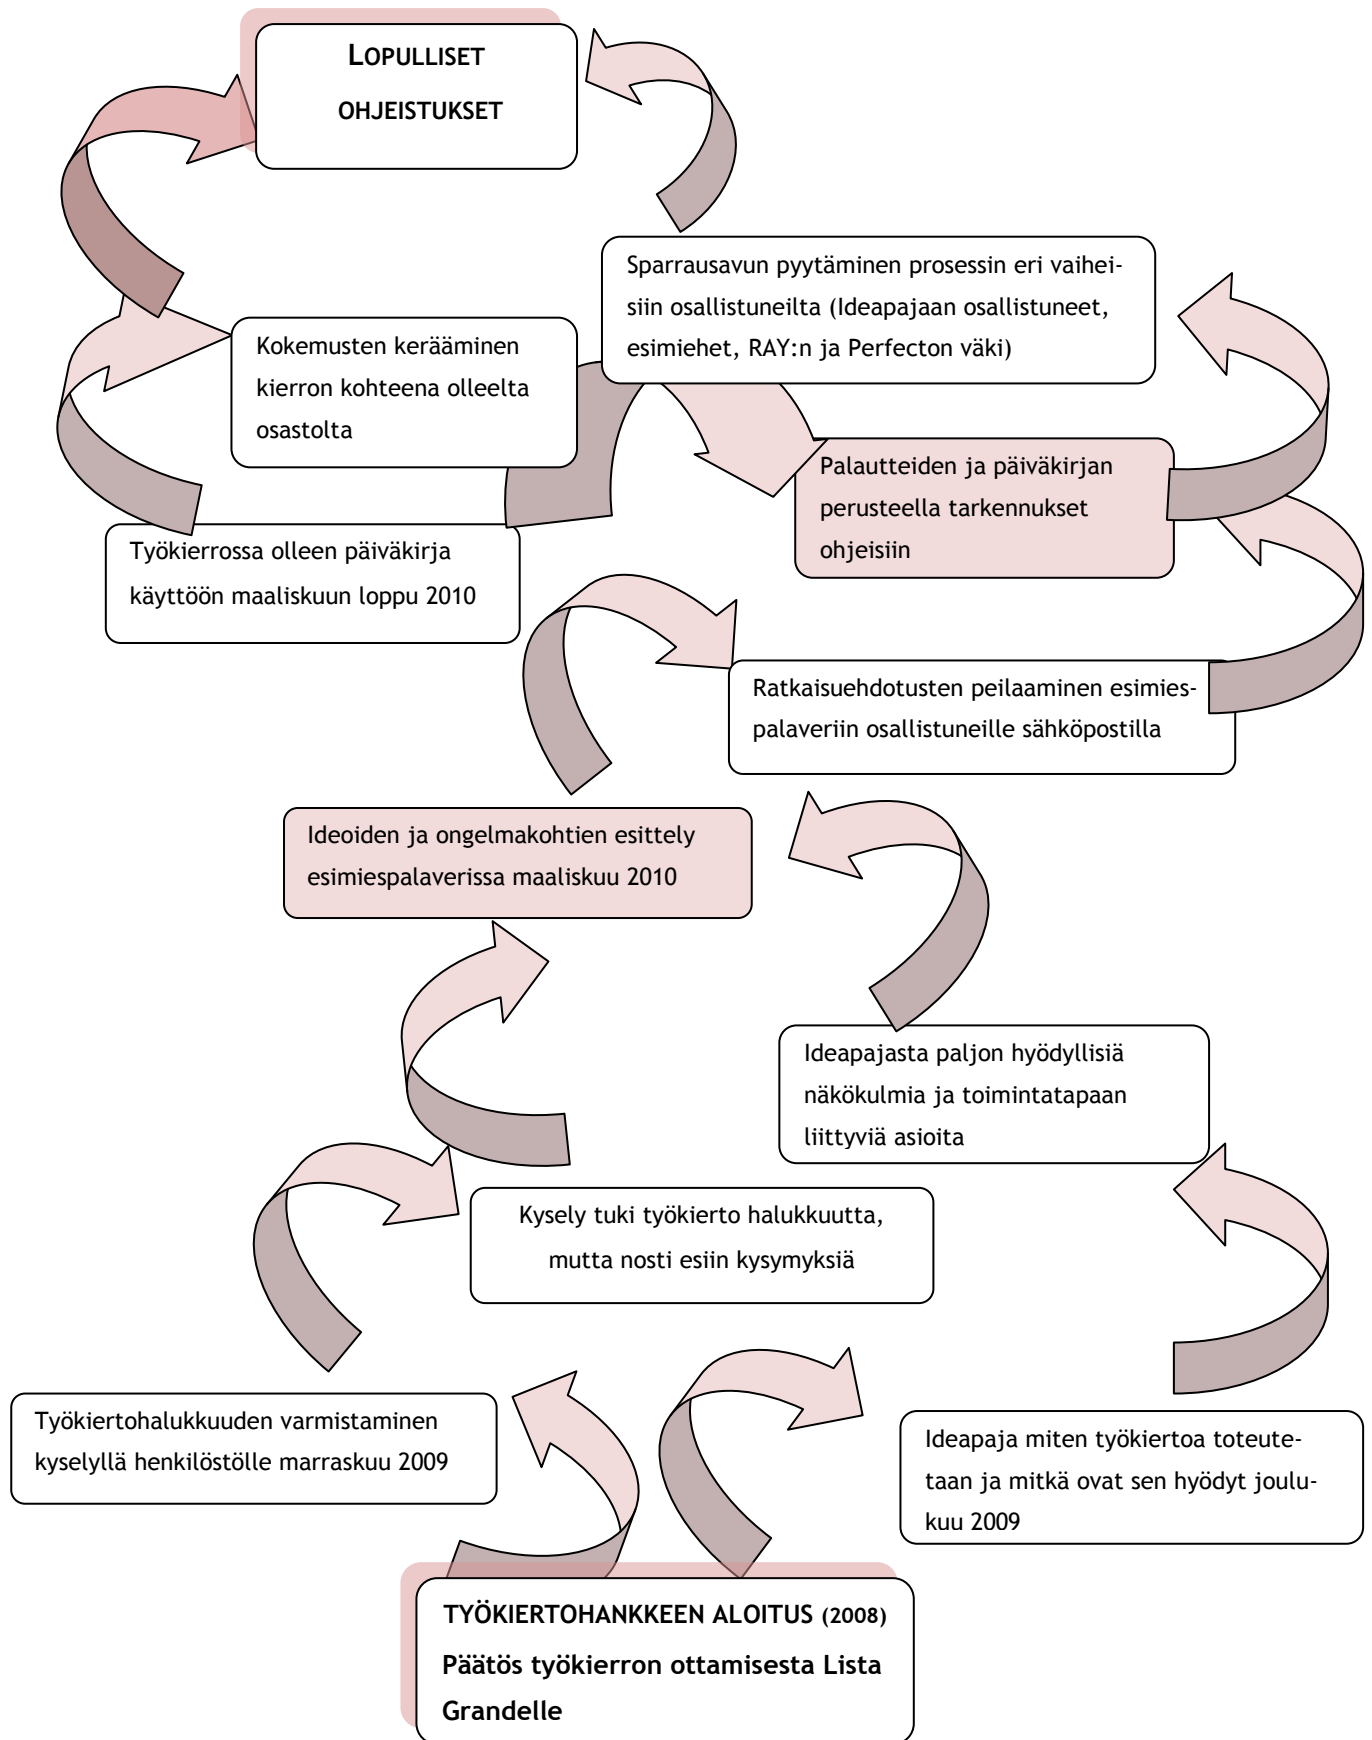 LOPULLISET
OHJEISTUKSET
Sparrausavun pyytäminen prosessin eri vaihei-
siin osallistuneilta (Ideapajaan osallistuneet,
esimiehet, RAY:n ja Perfecton väki)
Kokemusten kerääminen
kierron kohteena olleelta
osastolta
Palautteiden ja päiväkirjan
perusteella tarkennukset
ohjeisiin
Työkierrossa olleen päiväkirja
käyttöön maaliskuun loppu 2010
Ratkaisuehdotusten peilaaminen esimies-
palaveriin osallistuneille sähköpostilla
Ideoiden ja ongelmakohtien esittely
esimiespalaverissa maaliskuu 2010
Ideapajasta paljon hyödyllisiä
näkökulmia ja toimintatapaan
liittyviä asioita
Kysely tuki työkierto halukkuutta,
mutta nosti esiin kysymyksiä
Työkiertohalukkuuden varmistaminen
kyselyllä henkilöstölle marraskuu 2009
Ideapaja miten työkiertoa toteute-
taan ja mitkä ovat sen hyödyt joulu-
kuu 2009
TYÖKIERTOHANKKEEN ALOITUS (2008)
Päätös työkierron ottamisesta Lista
Grandelle